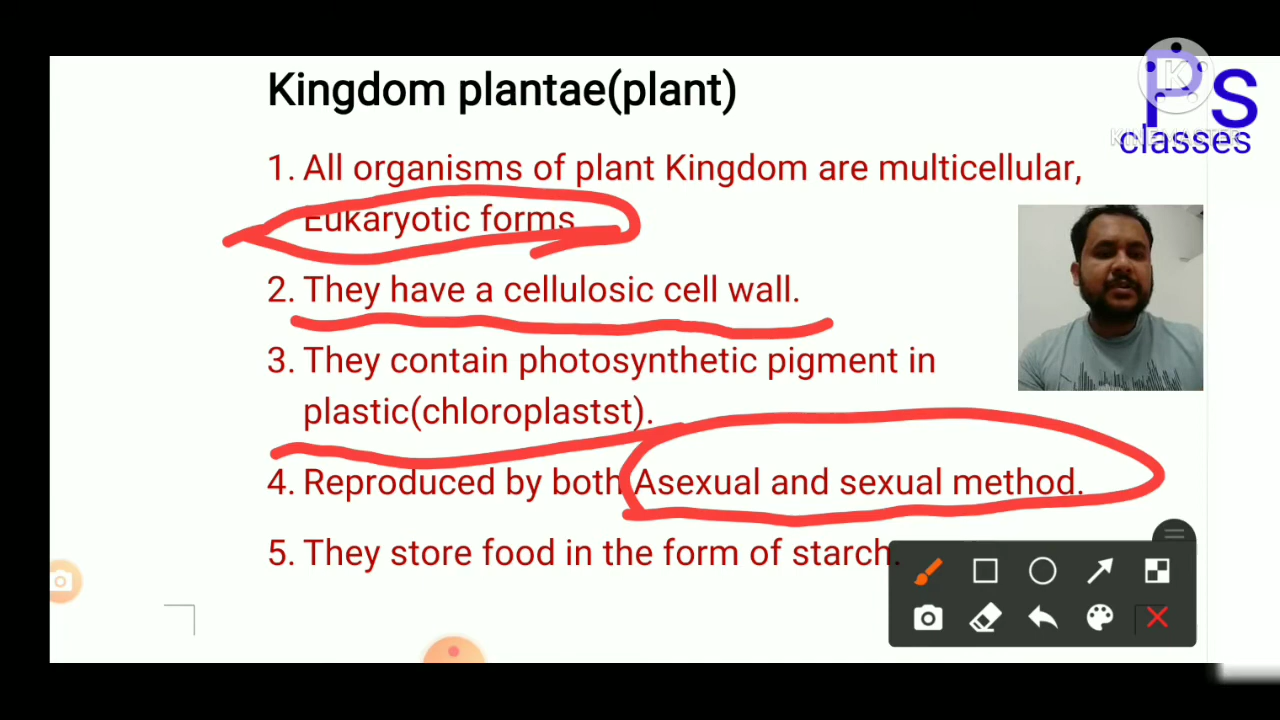 Kingdom plantae(plant)
1. All organisms of plant Kingdom are multicellular,
Eukaryotic forms.
2. They have a cellulosic cell wall.
3. They contain photosynthetic pigment in
plastic(chloroplastst).
4. Reproduced by both Asexual and sexual method.
5. They store food in the form of starch.
Ps
classes
K
KINEMASTER